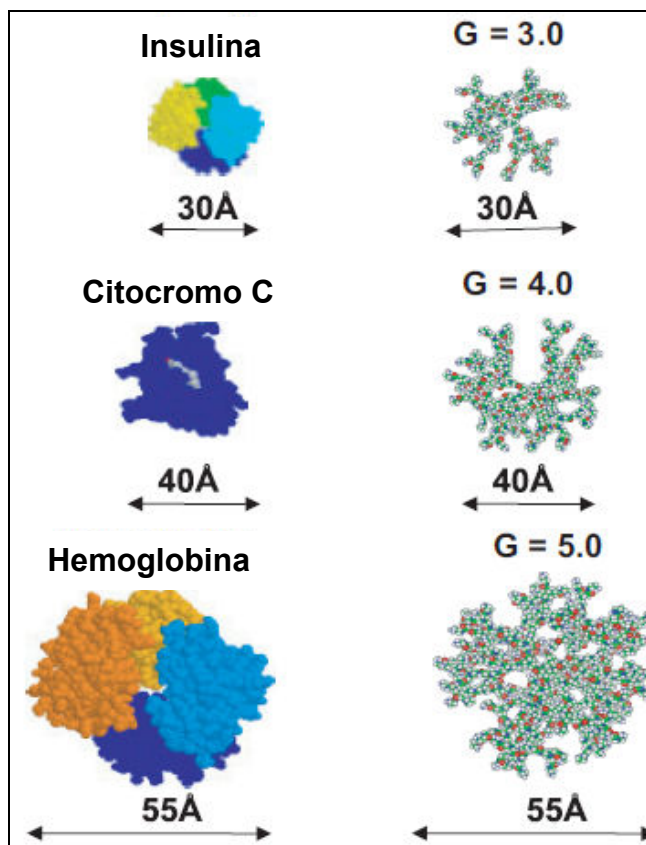 Insulina
G = 3.0
30Å
30Å
Citocromo C
G = 4.0
40Å
40Å
Hemoglobina
G = 5.0
55Å
55Å